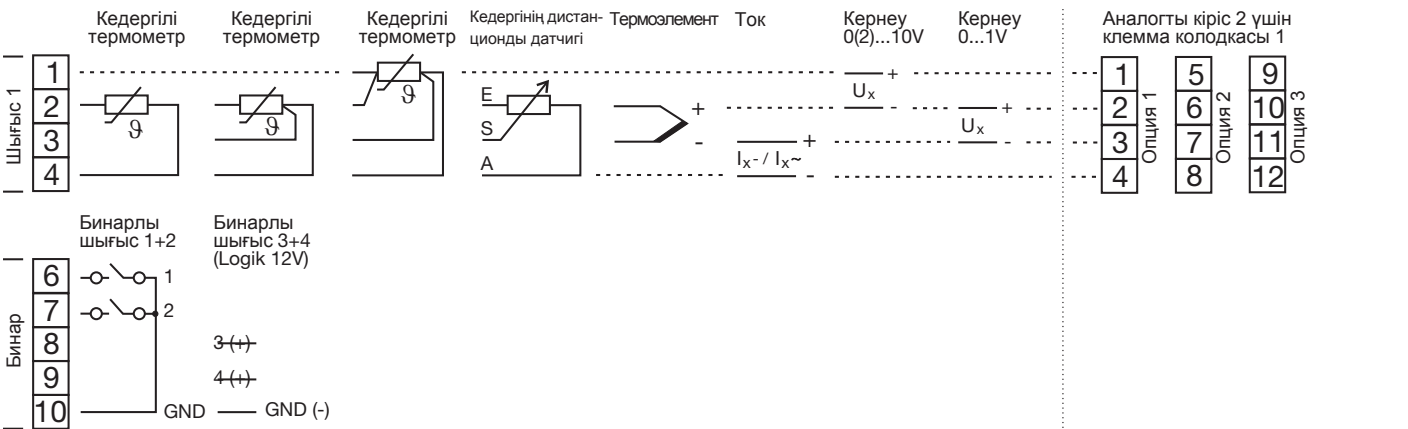 Кедергілі
термометр
Кедергілі
термометр
Кедергілі
термометр
Кедергінің дистан-
ционды датчигі
Термоэлемент
Ток
Кернеу
0(2)...10V
Кернеу
0...1V
Аналогты кіріс 2 үшін
клемма колодкасы 1
Шығыс 1
1
2
3
4
ϑ
ϑ
ϑ
E
S
A
+
-
+
Ix- / Ix~
-
+
Ux
-
+
Ux
-
1
2
3
4
Опция 1
5
6
7
8
Опция 2
9
10
11
12
Опция 3
Бинарлы
шығыс 1+2
Бинарлы
шығыс 3+4
(Logik 12V)
Бинар
6
7
8
9
10
1
2
3 (+)
4 (+)
GND
GND (-)